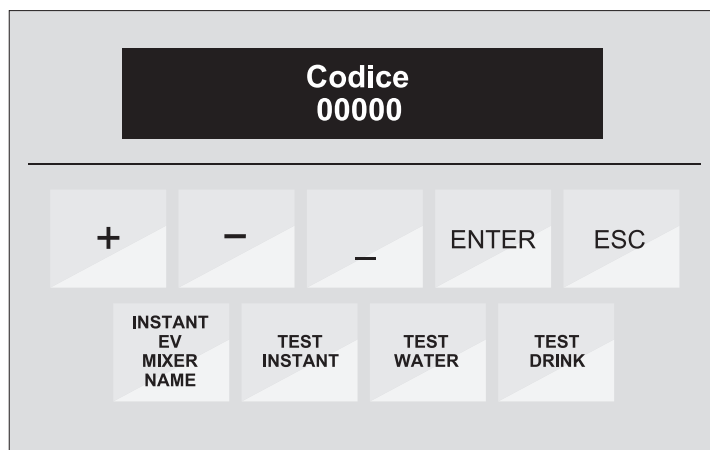 Codice
00000
+ − _ ENTER ESC
INSTANT
EV
MIXER
NAME
TEST
INSTANT
TEST
WATER
TEST
DRINK